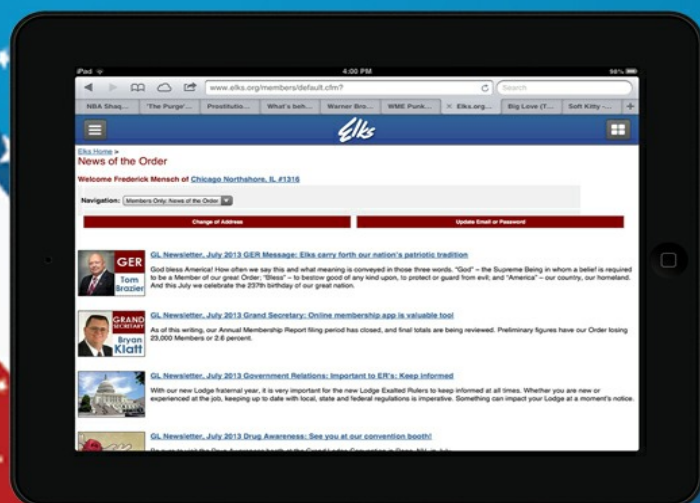 iPad
4:00 PM
98%
www.elks.org/members/default.cfm?
Search
NBA Shaq...
'The Purge'...
Prostitutio...
What's beh...
Warner Bro...
WME Punk...
× Elks.org...
Big Love (T...
Soft Kitty -...
+
Elks
Elks Home >
News of the Order
Welcome Frederick Mensch of Chicago Northshore, IL #1316
Navigation: Members Only: News of the Order
Change of Address
Update Email or Password
GER
Tom
Brazier
GL Newsletter, July 2013 GER Message: Elks carry forth our nation's patriotic tradition
God bless America! How often we say this and what meaning is conveyed in those three words. "God" – the Supreme Being in whom a belief is required
to be a Member of our great Order; "Bless" – to bestow good of any kind upon, to protect or guard from evil; and "America" – our country, our homeland.
And this July we celebrate the 237th birthday of our great nation.
GRAND
SECRETARY
Bryan
Klatt
GL Newsletter, July 2013 Grand Secretary: Online membership app is valuable tool
As of this writing, our Annual Membership Report filing period has closed, and final totals are being reviewed. Preliminary figures have our Order losing
23,000 Members or 2.6 percent.
GL Newsletter, July 2013 Government Relations: Important to ER's: Keep informed
With our new Lodge fraternal year, it is very important for the new Lodge Exalted Rulers to keep informed at all times. Whether you are new or
experienced at the job, keeping up to date with local, state and federal regulations is imperative. Something can impact your Lodge at a moment's notice.
GL Newsletter, July 2013 Drug Awareness: See you at our convention booth!